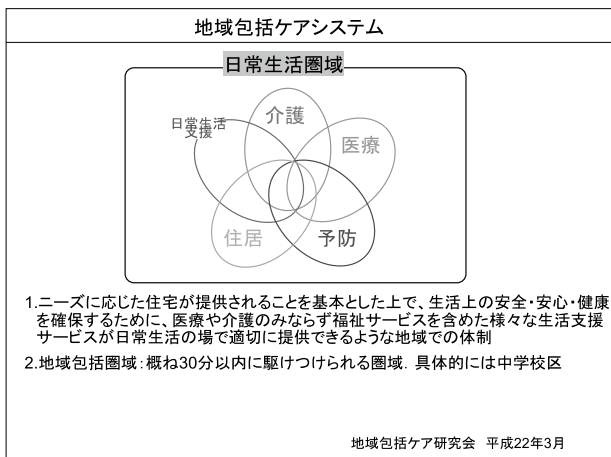 地域包括ケアシステム
日常生活圏域
介護
日常生活
支援
医療
住居
予防
1.ニーズに応じた住宅が提供されることを基本とした上で、生活上の安全・安心・健康
を確保するために、医療や介護のみならず福祉サービスを含めた様々な生活支援
サービスが日常生活の場で適切に提供できるような地域での体制
2.地域包括圏域：概ね30分以内に駆けつけられる圏域．具体的には中学校区
地域包括ケア研究会 平成22年3月